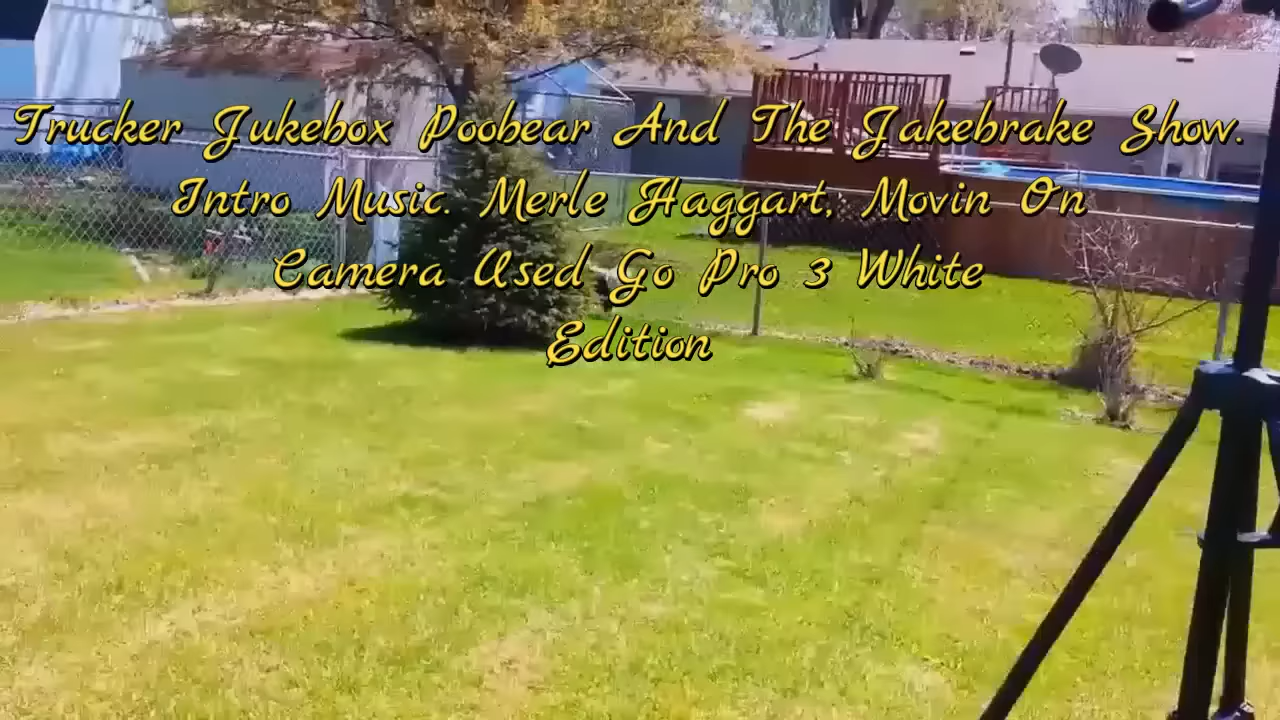 Trucker Jukebox Poobear And The Jakebrake Show.
Intro Music. Merle Haggart, Movin On
Camera Used Go Pro 3 White
Edition